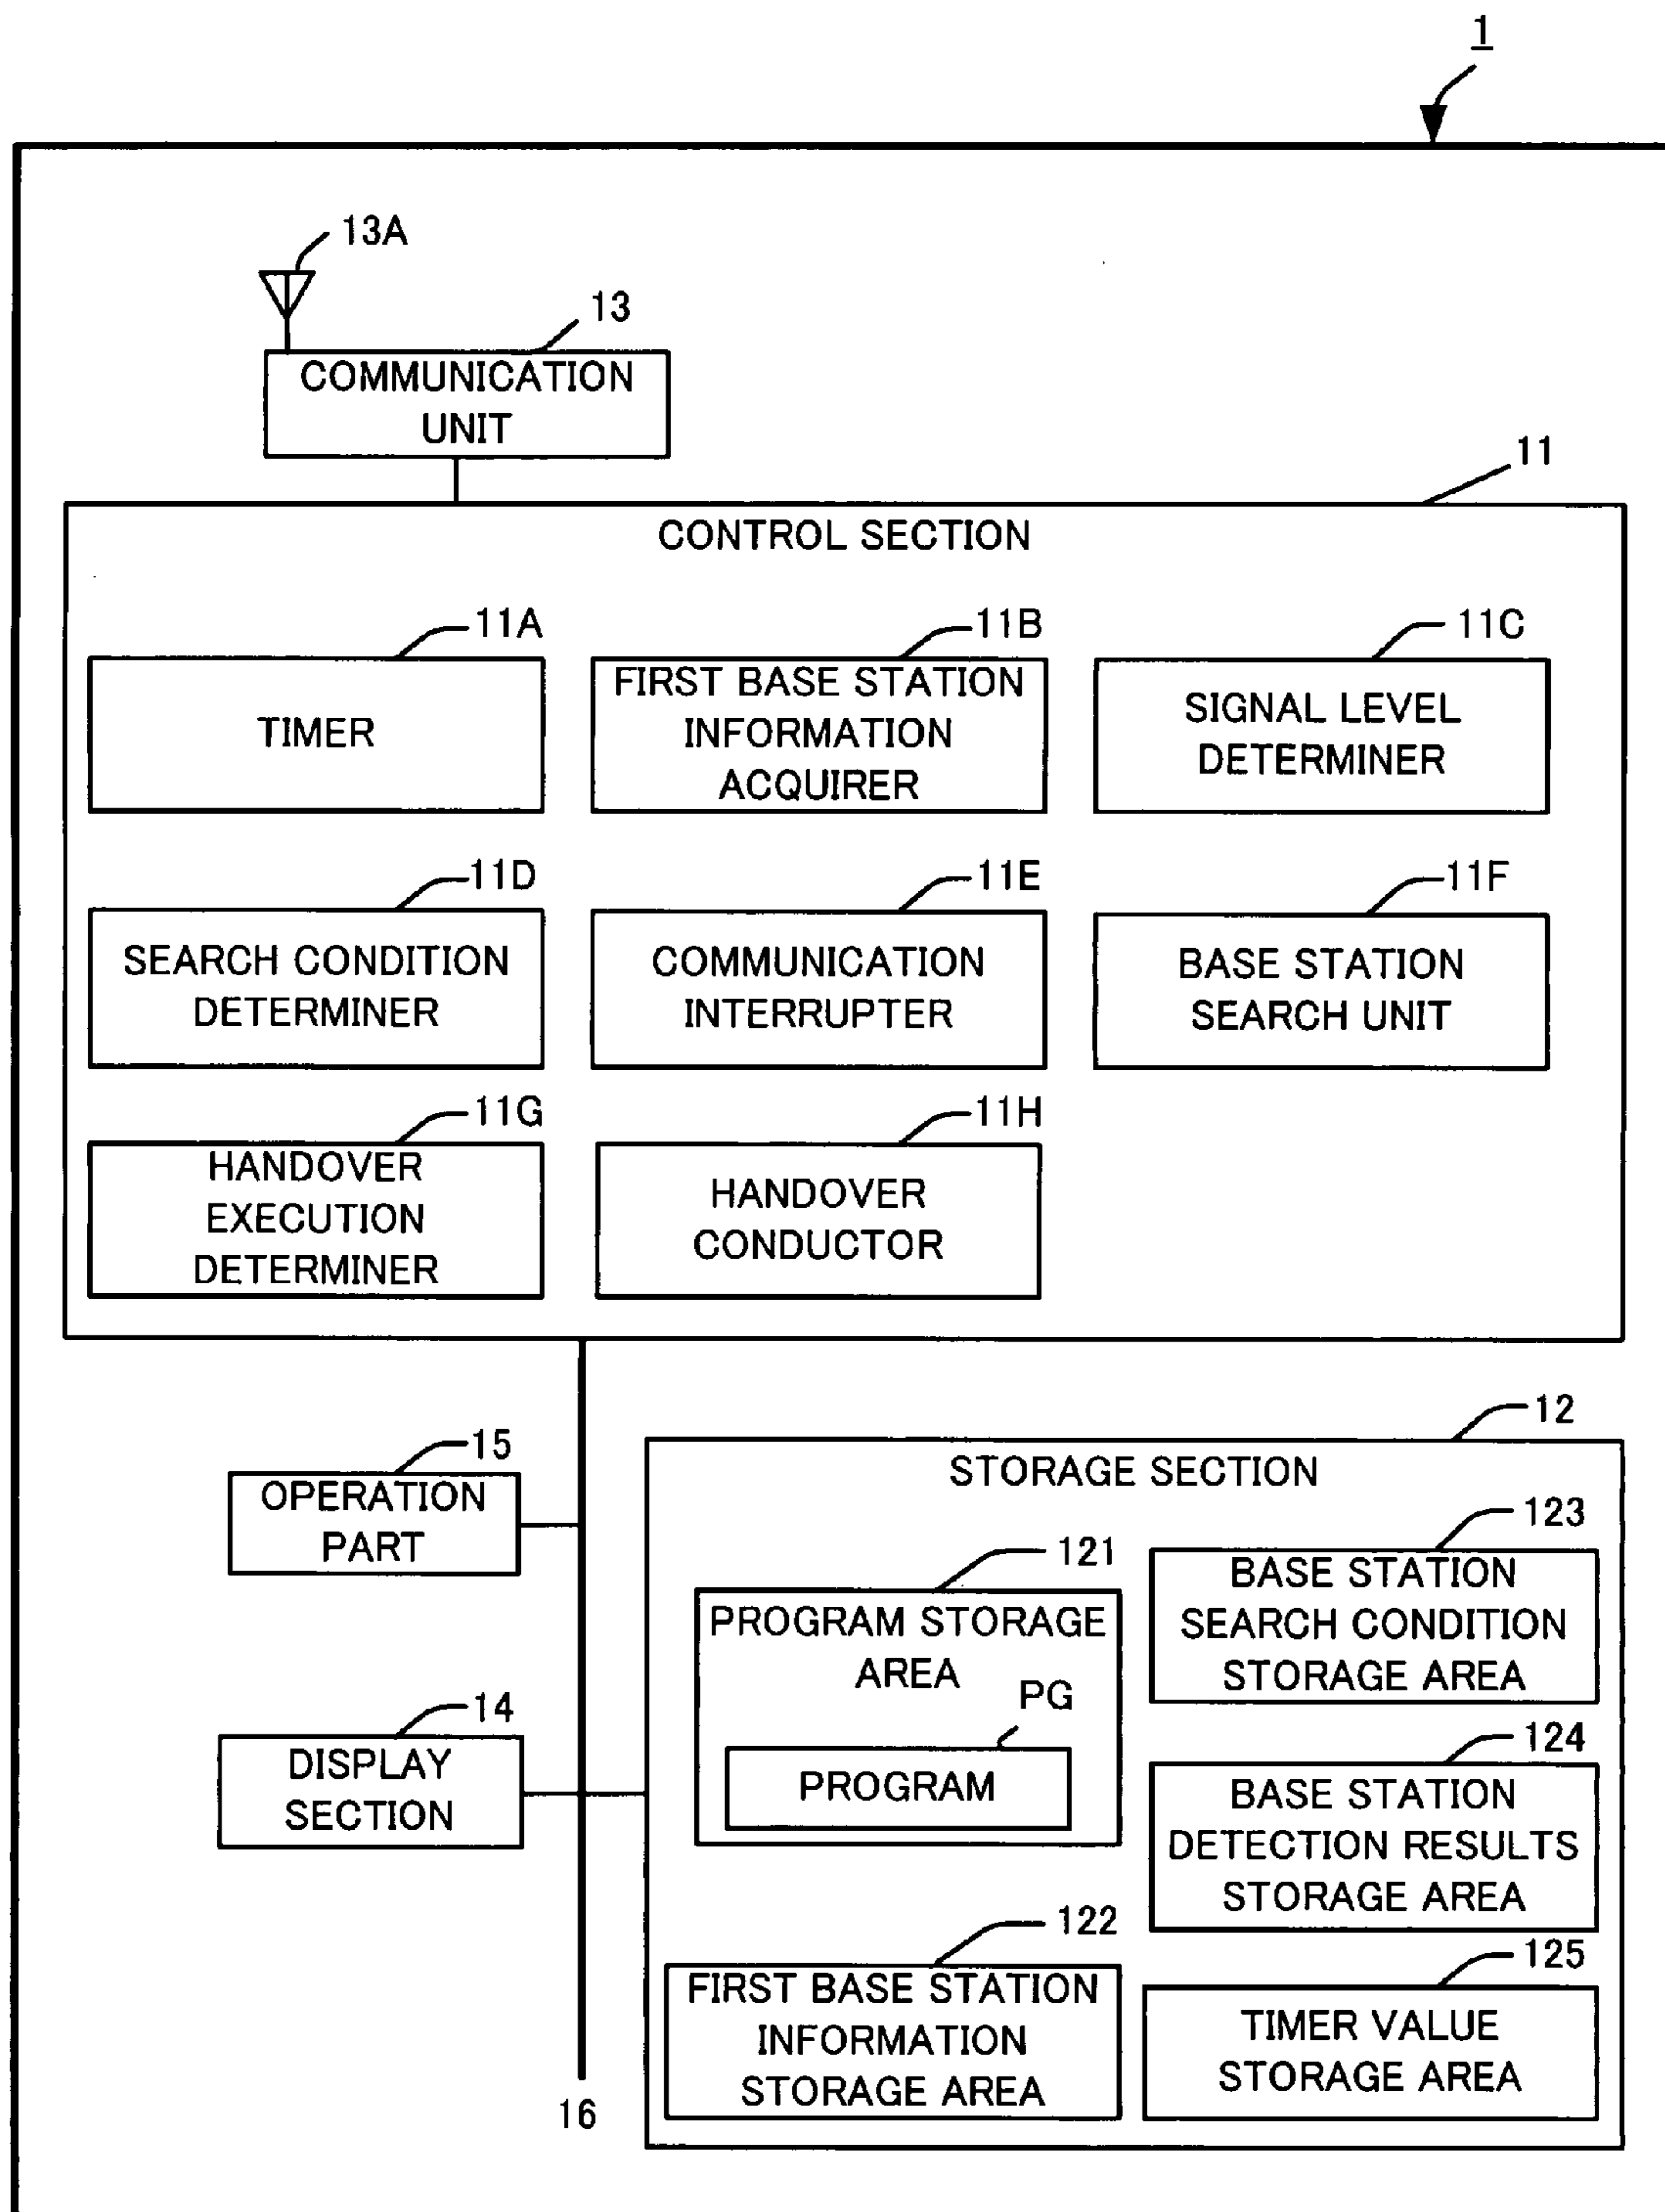 1
13A
13
COMMUNICATION
UNIT
11
CONTROL SECTION
11A
TIMER
11B
FIRST BASE STATION
INFORMATION
ACQUIRER
11C
SIGNAL LEVEL
DETERMINER
11D
SEARCH CONDITION
DETERMINER
11E
COMMUNICATION
INTERRUPTER
11F
BASE STATION
SEARCH UNIT
11G
HANDOVER
EXECUTION
DETERMINER
11H
HANDOVER
CONDUCTOR
15
OPERATION
PART
14
DISPLAY
SECTION
16
12
STORAGE SECTION
121
PROGRAM STORAGE
AREA
PG
PROGRAM
123
BASE STATION
SEARCH CONDITION
STORAGE AREA
124
BASE STATION
DETECTION RESULTS
STORAGE AREA
122
FIRST BASE STATION
INFORMATION
STORAGE AREA
125
TIMER VALUE
STORAGE AREA